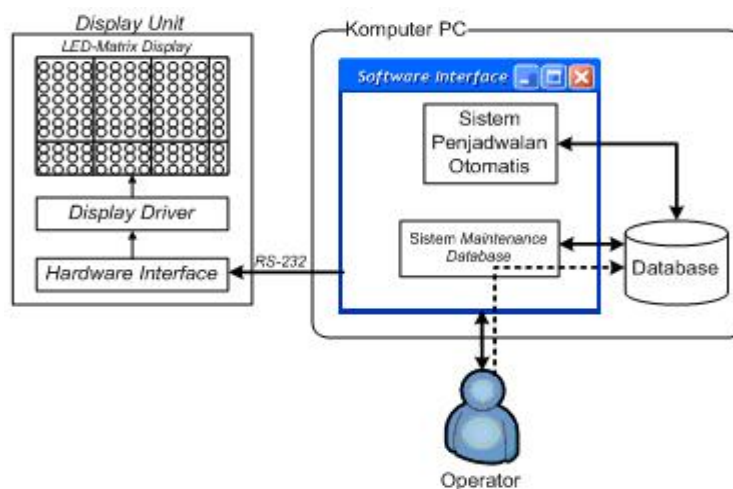 Display Unit
LED-Matrix Display
Display Driver
Hardware Interface
RS-232
Komputer PC
Software Interface
Sistem
Penjadwalan
Otomatis
Sistem Maintenance
Database
Database
Operator